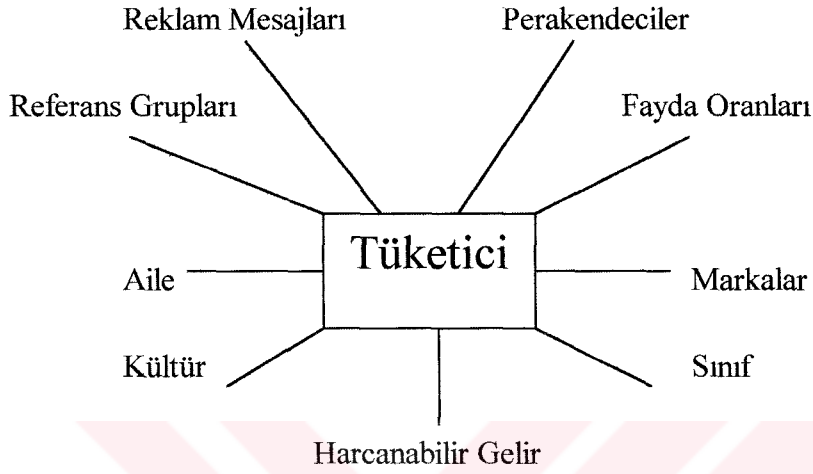 Reklam Mesajları
Perakendeciler
Referans Grupları
Fayda Oranları
Tüketici
Aile
Markalar
Kültür
Sınıf
Harcanabilir Gelir